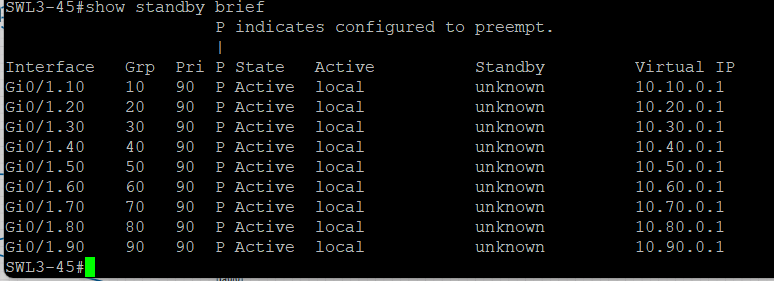 SWL3-45#show standby brief
P indicates configured to preempt.
|
Interface Grp Pri P State Active Standby Virtual IP
Gi0/1.10 10 90 P Active local unknown 10.10.0.1
Gi0/1.20 20 90 P Active local unknown 10.20.0.1
Gi0/1.30 30 90 P Active local unknown 10.30.0.1
Gi0/1.40 40 90 P Active local unknown 10.40.0.1
Gi0/1.50 50 90 P Active local unknown 10.50.0.1
Gi0/1.60 60 90 P Active local unknown 10.60.0.1
Gi0/1.70 70 90 P Active local unknown 10.70.0.1
Gi0/1.80 80 90 P Active local unknown 10.80.0.1
Gi0/1.90 90 90 P Active local unknown 10.90.0.1
SWL3-45#